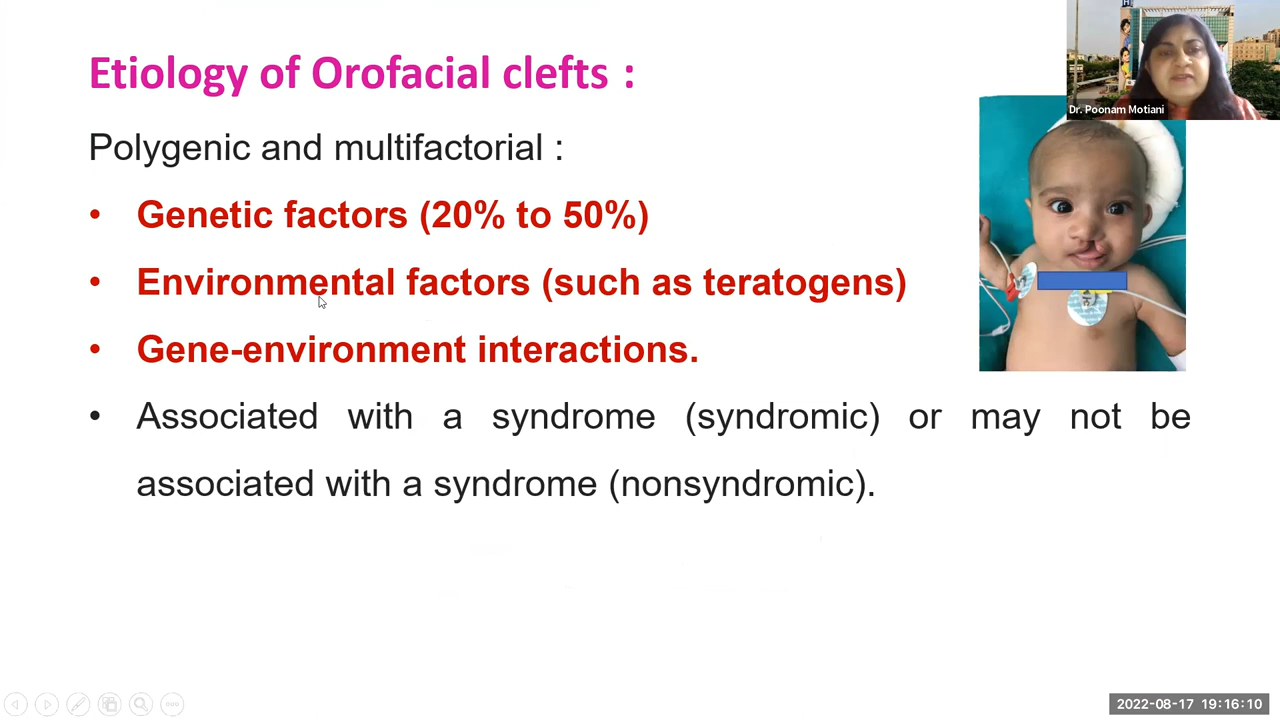 Etiology of Orofacial clefts :
Dr. Poonam Motiani
Polygenic and multifactorial :
• Genetic factors (20% to 50%)
• Environmental factors (such as teratogens)
• Gene-environment interactions.
• Associated with a syndrome (syndromic) or may not be
associated with a syndrome (nonsyndromic).
2022-08-17 19:16:10